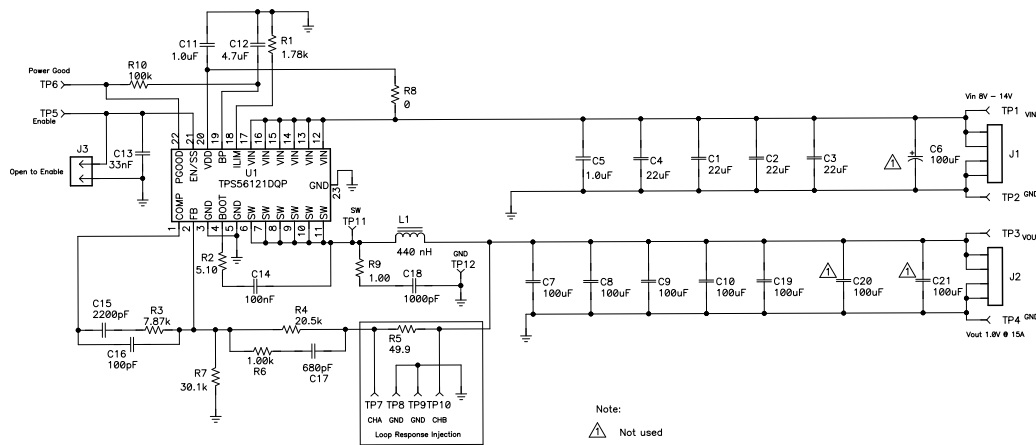 C11
1.0uF
C12
4.7uF
R1
1.78k
Power Good
TP6
R10
100k
TP5
Enable
R8
0
J3
Open to Enable
C13
33nF
22
21
20
19
18
17
16
15
14
13
12
PGOOD
EN/SS
VDD
BP
ILIM
VIN
VIN
VIN
VIN
VIN
VIN
U1
TPS56121DQP
GND
23
COMP
FB
GND
BOOT
GND
SW
SW
SW
SW
SW
SW
1
2
3
4
5
6
7
8
9
10
11
C5
1.0uF
C4
22uF
C1
22uF
C2
22uF
C3
22uF
1
C6
100uF
+
Vin 8V – 14V
TP1 VIN
J1
TP2 GND
SW
TP11
L1
440 nH
GND
TP12
R2
5.10
C14
100nF
R9
1.00
C18
1000pF
C7
100uF
C8
100uF
C9
100uF
C10
100uF
C19
100uF
1
C20
100uF
1
C21
100uF
TP3 VOUT
J2
TP4 GND
Vout 1.0V @ 15A
C15
2200pF
R3
7.87k
C16
100pF
R4
20.5k
1.00k
R6
680pF
C17
R7
30.1k
R5
49.9
TP7
TP8
TP9
TP10
CHA
GND
GND
CHB
Loop Response Injection
Note:
1 Not used